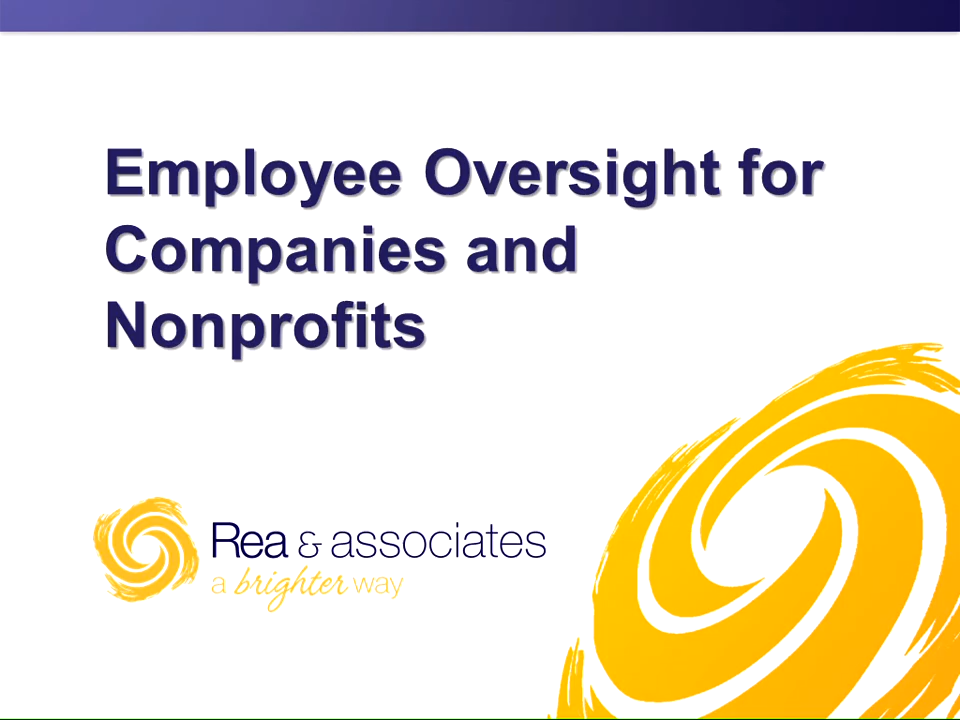 Employee Oversight for
Companies and
Nonprofits
Rea & associates
a brighter way